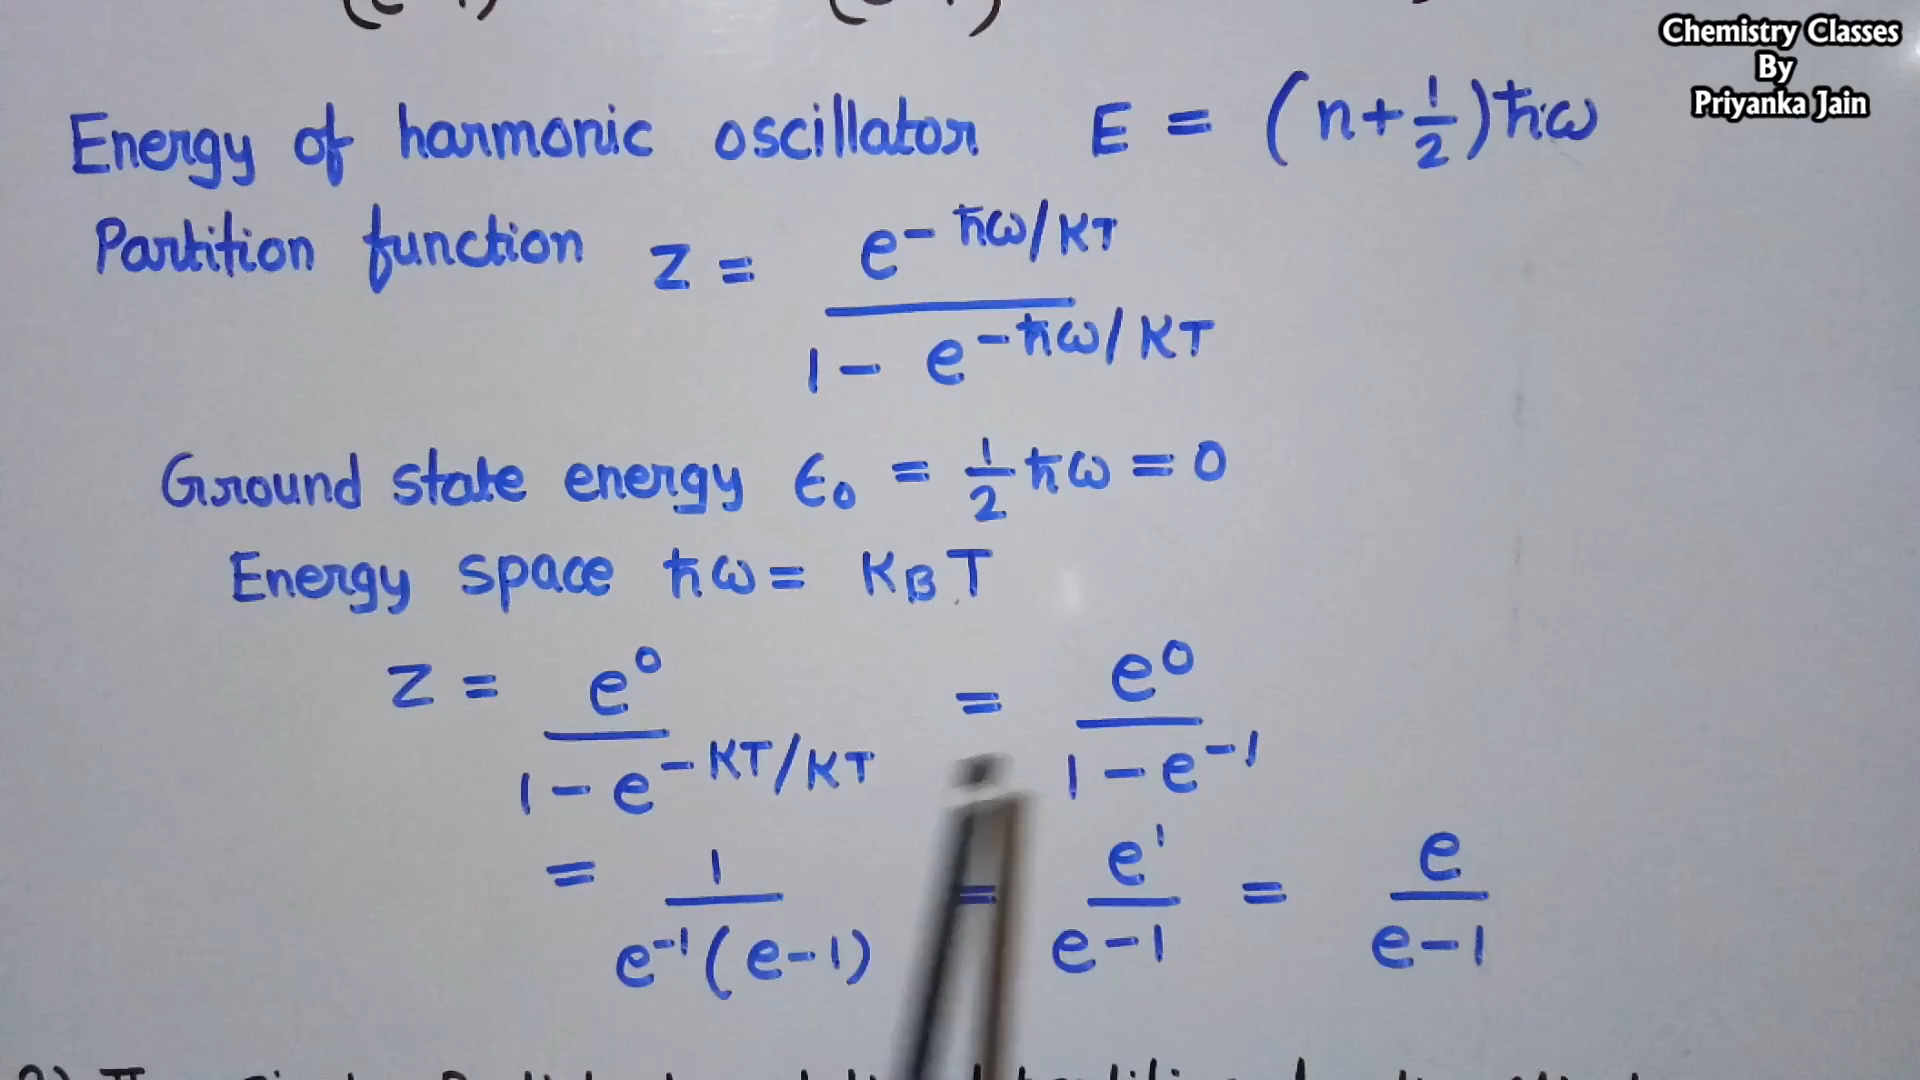 Chemistry Classes
By
Priyanka Jain
Energy of harmonic oscillator E = (n+1/2)ħω
Partition function z = e^-ħω/KT / 1- e^-ħω/KT
Ground state energy ϵ0 = 1/2 ħω = 0
Energy space ħω = KBT
z = e^0 / 1-e^-KT/KT = e^0 / 1-e^-1
= 1 / e^-1(e-1) = e^1 / e-1 = e / e-1